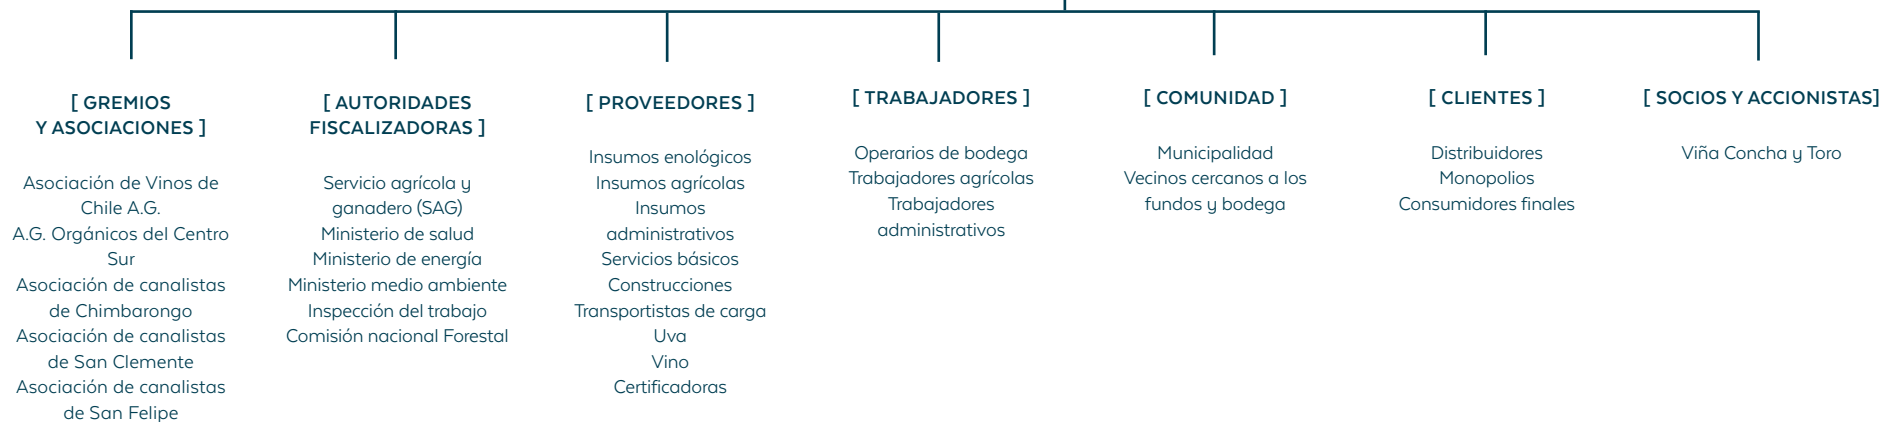 [ GREMIOS
Y ASOCIACIONES ]
Asociación de Vinos de
Chile A.G.
A.G. Orgánicos del Centro
Sur
Asociación de canalistas
de Chimbarongo
Asociación de canalistas
de San Clemente
Asociación de canalistas
de San Felipe
[ AUTORIDADES
FISCALIZADORAS ]
Servicio agrícola y
ganadero (SAG)
Ministerio de salud
Ministerio de energía
Ministerio medio ambiente
Inspección del trabajo
Comisión nacional Forestal
[ PROVEEDORES ]
Insumos enológicos
Insumos agrícolas
Insumos
administrativos
Servicios básicos
Construcciones
Transportistas de carga
Uva
Vino
Certificadoras
[ TRABAJADORES ]
Operarios de bodega
Trabajadores agrícolas
Trabajadores
administrativos
[ COMUNIDAD ]
Municipalidad
Vecinos cercanos a los
fundos y bodega
[ CLIENTES ]
Distribuidores
Monopolios
Consumidores finales
[ SOCIOS Y ACCIONISTAS]
Viña Concha y Toro